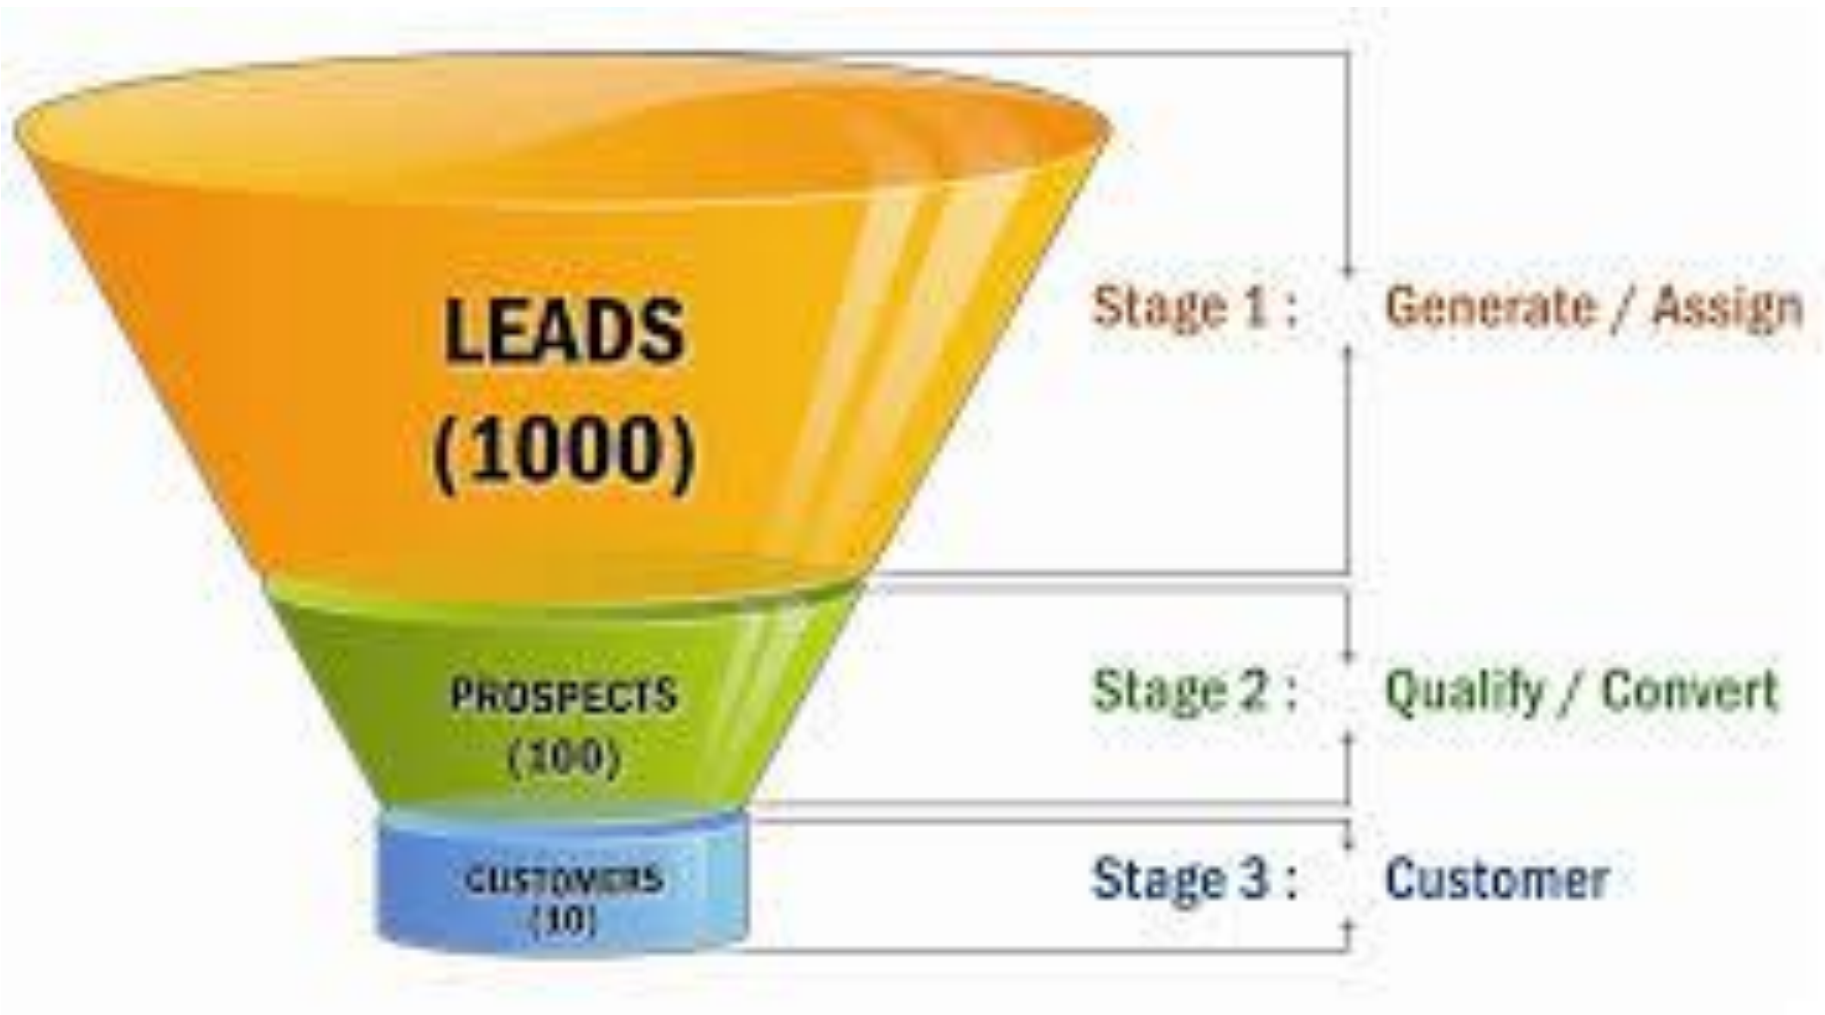 LEADS
(1000)
Stage 1 : Generate / Assign
PROSPECTS
(100)
Stage 2 : Qualify / Convert
CUSTOMERS
(10)
Stage 3 : Customer